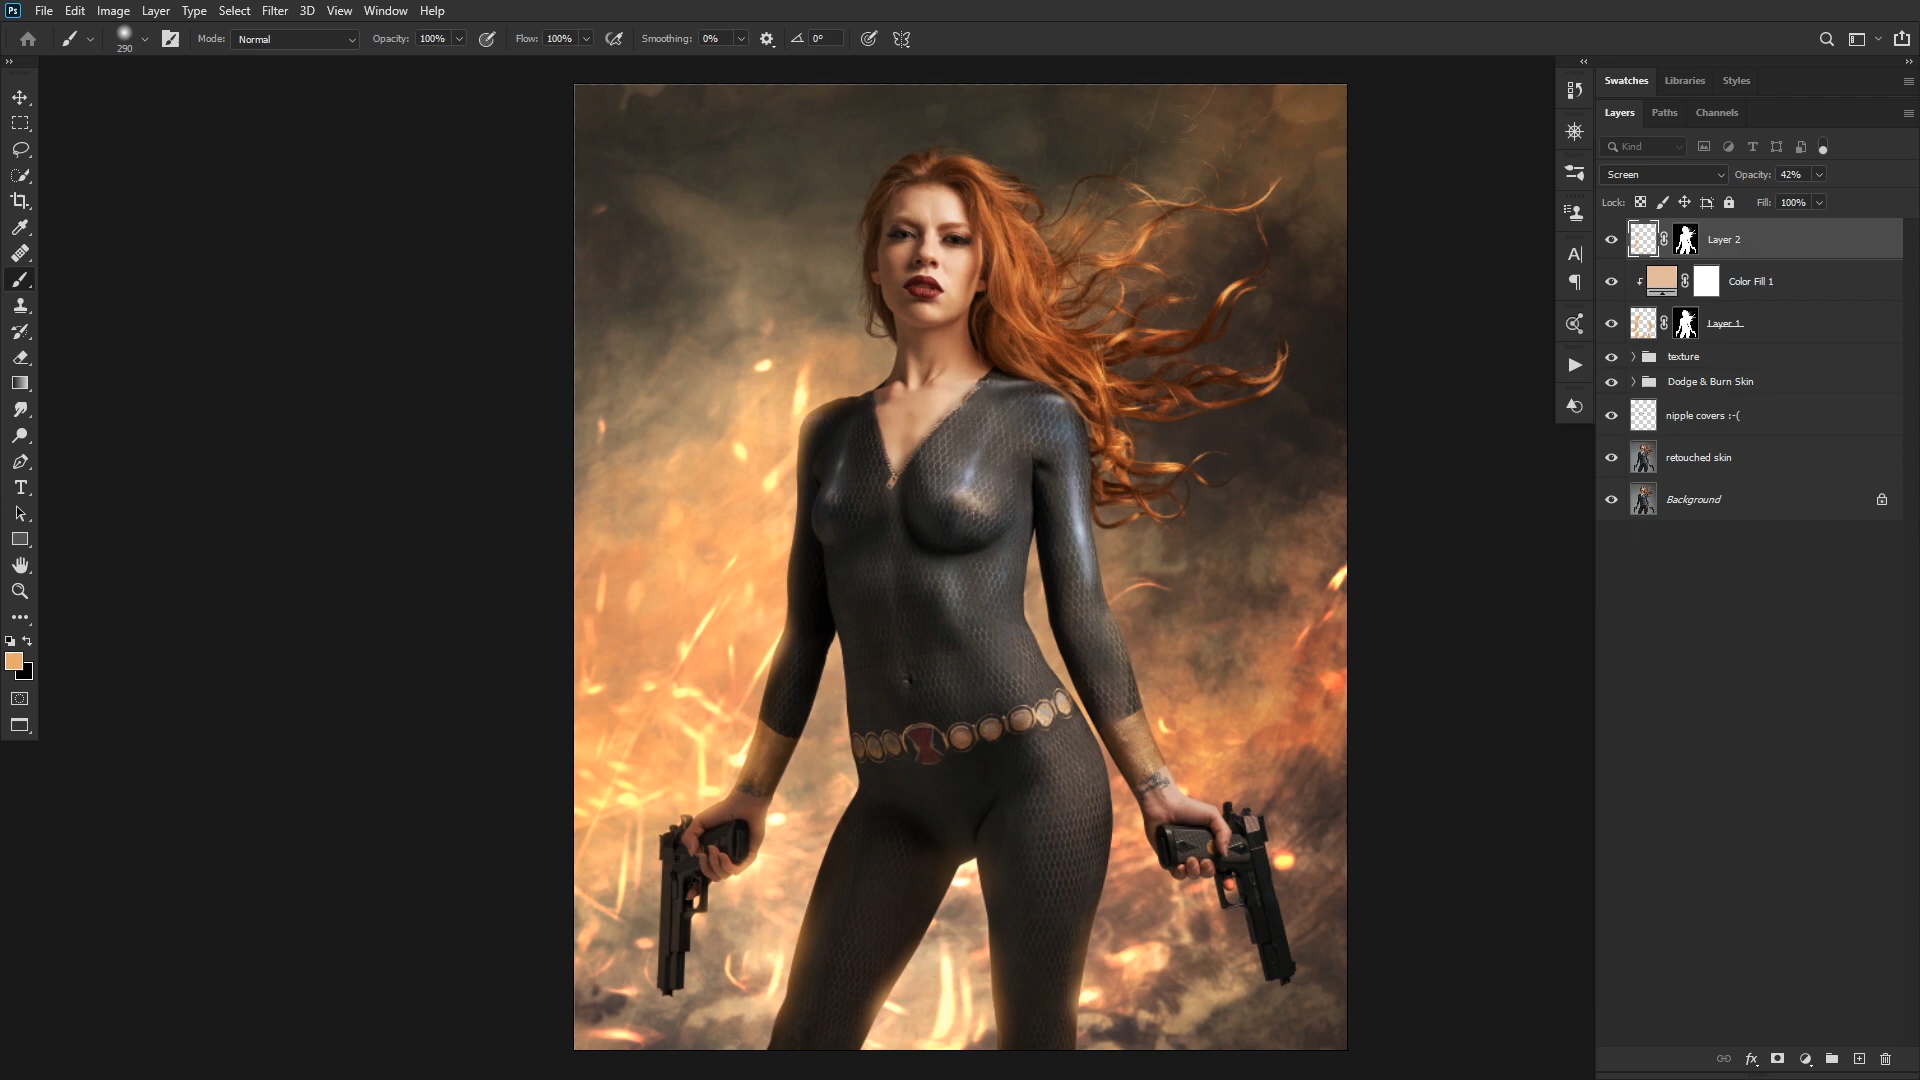 Ps File Edit Image Layer Type Select Filter 3D View Window Help
290 Mode: Normal Opacity: 100% Flow: 100% Smoothing: 0% 0°
Swatches Libraries Styles
Layers Paths Channels
Kind
Screen Opacity: 42%
Lock: Fill: 100%
Layer 2
Color Fill 1
Layer 1
texture
Dodge & Burn Skin
nipple covers :-(
retouched skin
Background